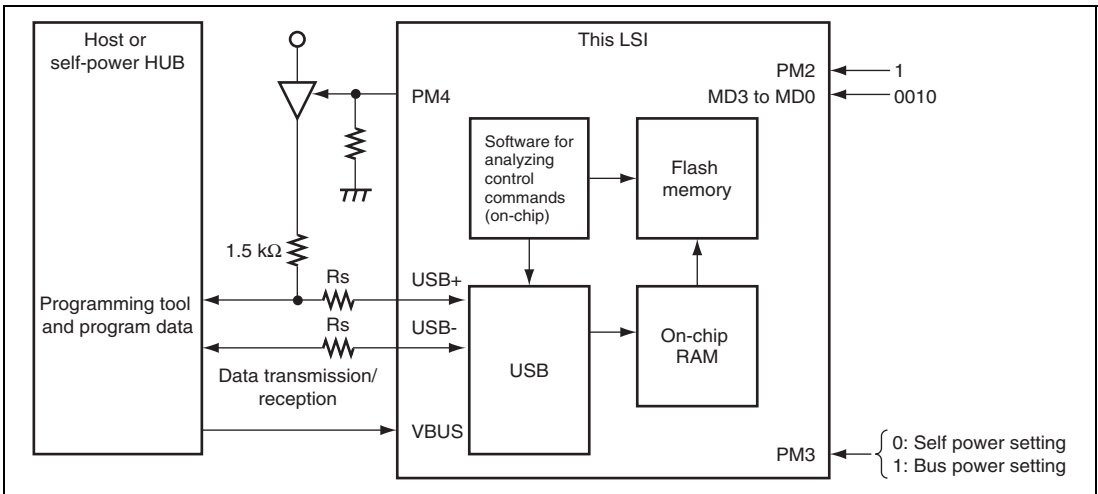 Host or
self-power HUB
This LSI
PM2
1
MD3 to MD0
0010
PM4
Software for
analyzing
control
commands
(on-chip)
Flash
memory
1.5 kΩ
Rs
USB+
Programming tool
and program data
Rs
USB-
USB
On-chip
RAM
Data transmission/
reception
VBUS
PM3
0: Self power setting
1: Bus power setting